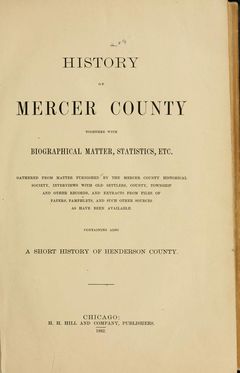 HISTORY
OF
MERCER COUNTY
TOGETHER WITH
BIOGRAPHICAL MATTER, STATISTICS, ETC.
GATHERED FROM MATTER FURNISHED BY THE MERCER COUNTY HISTORICAL
SOCIETY, INTERVIEWS WITH OLD SETTLERS, COUNTY, TOWNSHIP
AND OTHER RECORDS, AND EXTRACTS FROM FILES OF
PAPERS, PAMPHLETS, AND SUCH OTHER SOURCES
AS HAVE BEEN AVAILABLE.
CONTAINING ALSO
A SHORT HISTORY OF HENDERSON COUNTY.
CHICAGO:
H. H. HILL AND COMPANY, PUBLISHERS.
1882.